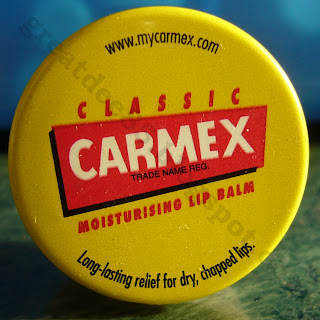 www.mycarmex.com
CLASSIC
CARMEX
TRADE NAME REG.
MOISTURISING LIP BALM
Long-lasting relief for dry, chapped lips.